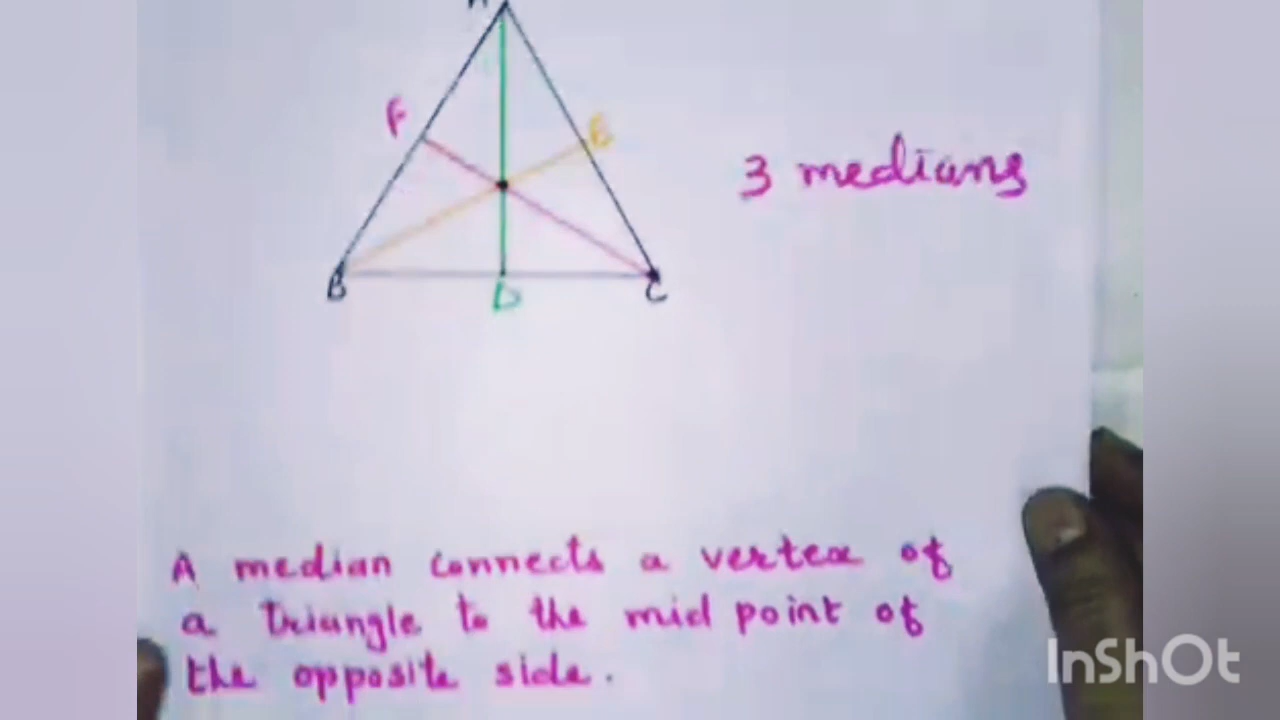 A
F
E
3 medians
B
D
C
A median connects a vertex of
a triangle to the mid point of
the opposite side.
InShOt